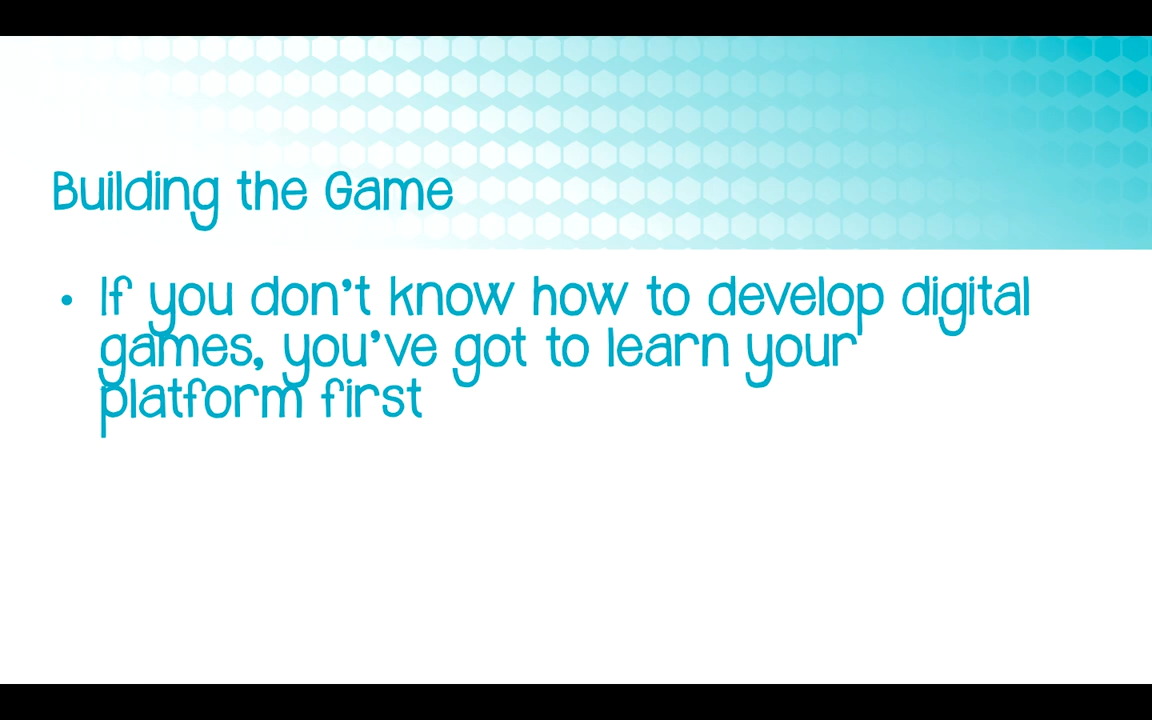 Building the Game
• If you don't know how to develop digital
games, you've got to learn your
platform first